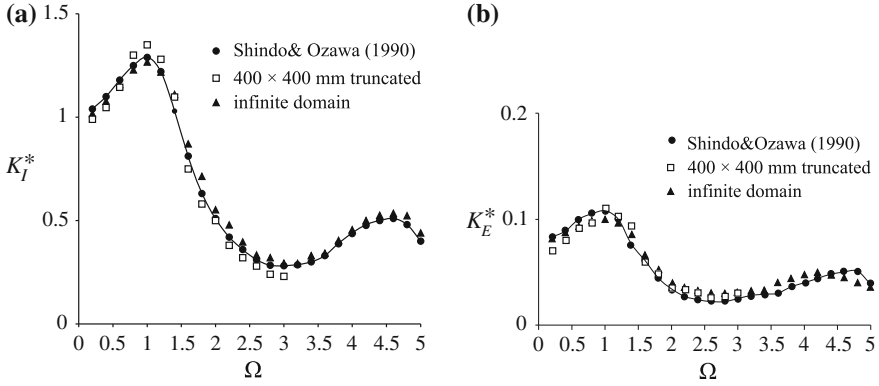 (a)
1.5
1
0.5
0
K*I
Shindo& Ozawa (1990)
400 × 400 mm truncated
infinite domain
0 0.5 1 1.5 2 2.5 3 3.5 4 4.5 5
Ω
(b)
0.2
0.1
0
K*E
Shindo&Ozawa (1990)
400 × 400 mm truncated
infinite domain
0 0.5 1 1.5 2 2.5 3 3.5 4 4.5 5
Ω